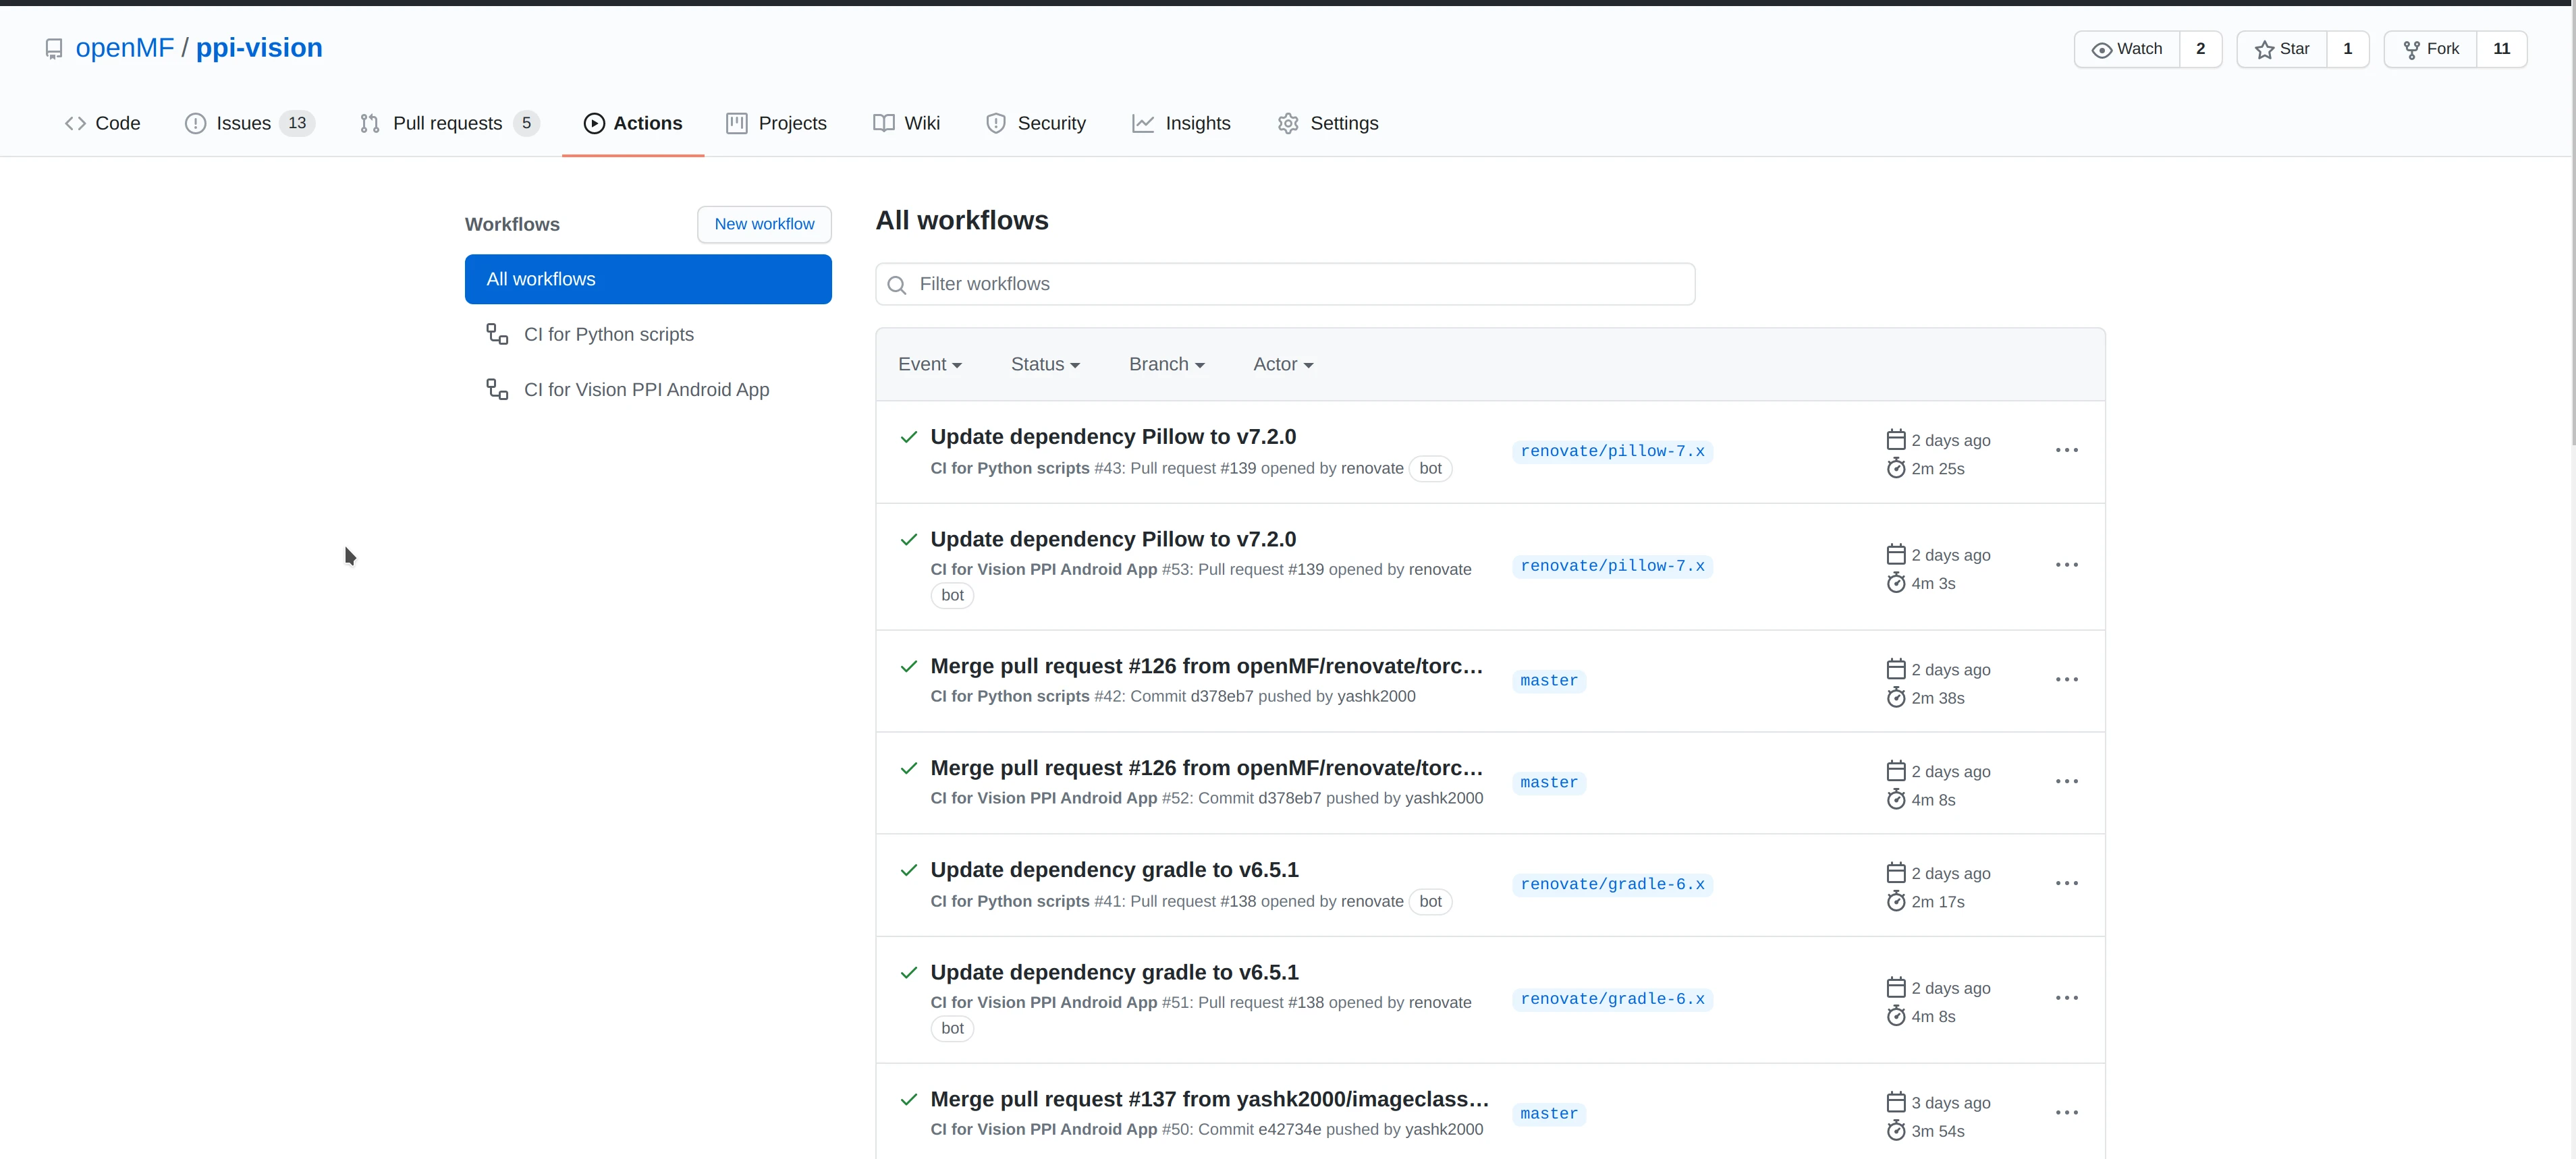 openMF / ppi-vision
Watch 2 Star 1 Fork 11
Code Issues 13 Pull requests 5 Actions Projects Wiki Security Insights Settings
Workflows New workflow
All workflows
CI for Python scripts
CI for Vision PPI Android App
All workflows
Filter workflows
Event Status Branch Actor
Update dependency Pillow to v7.2.0
CI for Python scripts #43: Pull request #139 opened by renovate bot
renovate/pillow-7.x
2 days ago
2m 25s
Update dependency Pillow to v7.2.0
CI for Vision PPI Android App #53: Pull request #139 opened by renovate
bot
renovate/pillow-7.x
2 days ago
4m 3s
Merge pull request #126 from openMF/renovate/torc…
CI for Python scripts #42: Commit d378eb7 pushed by yashk2000
master
2 days ago
2m 38s
Merge pull request #126 from openMF/renovate/torc…
CI for Vision PPI Android App #52: Commit d378eb7 pushed by yashk2000
master
2 days ago
4m 8s
Update dependency gradle to v6.5.1
CI for Python scripts #41: Pull request #138 opened by renovate bot
renovate/gradle-6.x
2 days ago
2m 17s
Update dependency gradle to v6.5.1
CI for Vision PPI Android App #51: Pull request #138 opened by renovate
bot
renovate/gradle-6.x
2 days ago
4m 8s
Merge pull request #137 from yashk2000/imageclass…
CI for Vision PPI Android App #50: Commit e42734e pushed by yashk2000
master
3 days ago
3m 54s